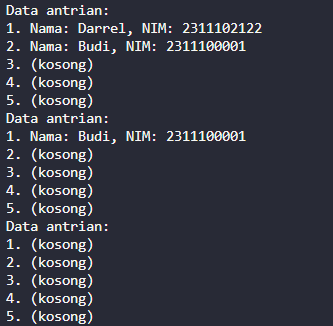 Data antrian:
1. Nama: Darrel, NIM: 2311102122
2. Nama: Budi, NIM: 2311100001
3. (kosong)
4. (kosong)
5. (kosong)
Data antrian:
1. Nama: Budi, NIM: 2311100001
2. (kosong)
3. (kosong)
4. (kosong)
5. (kosong)
Data antrian:
1. (kosong)
2. (kosong)
3. (kosong)
4. (kosong)
5. (kosong)